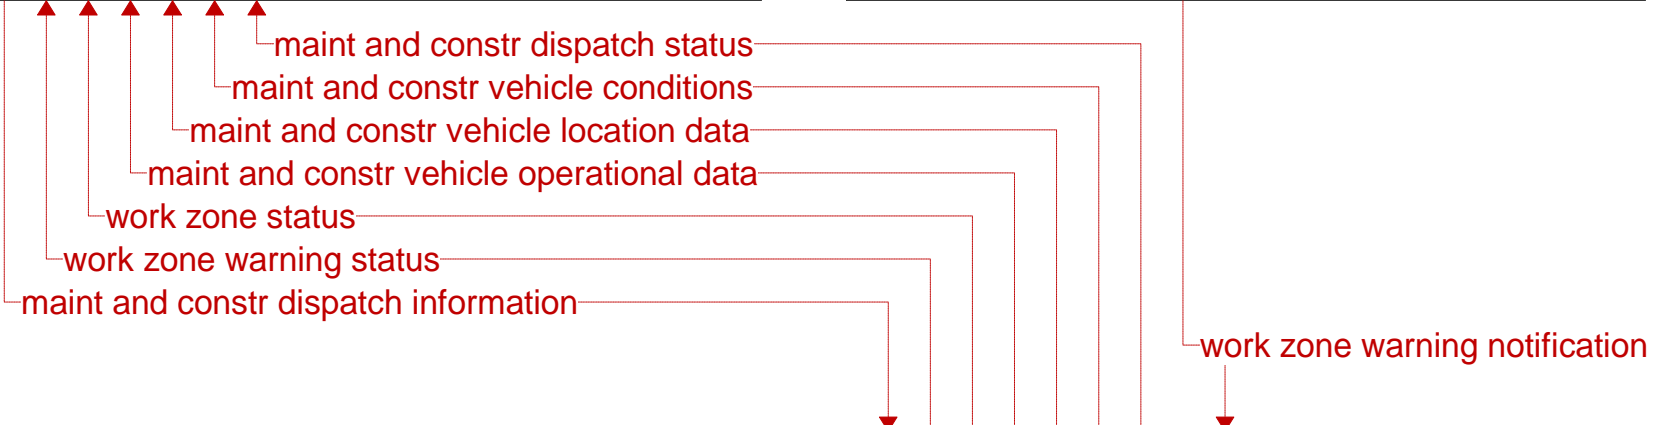 maint and constr dispatch status
maint and constr vehicle conditions
maint and constr vehicle location data
maint and constr vehicle operational data
work zone status
work zone warning status
maint and constr dispatch information
work zone warning notification